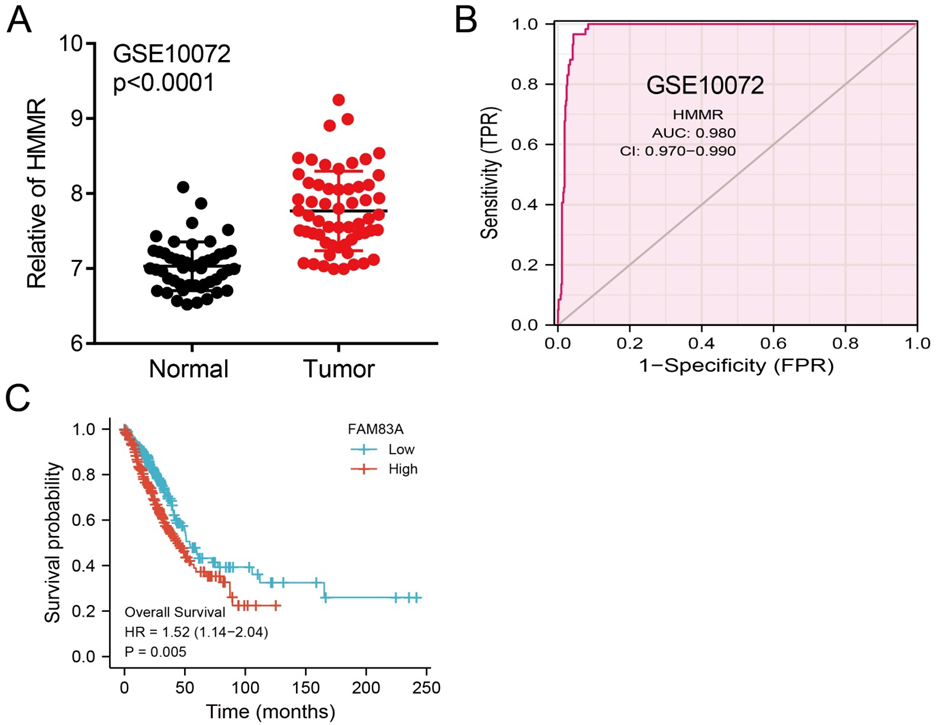 A
GSE10072
p<0.0001
Relative of HMMR
10
9
8
7
6
Normal
Tumor
B
GSE10072
HMMR
AUC: 0.980
CI: 0.970−0.990
Sensitivity (TPR)
1.0
0.8
0.6
0.4
0.2
0.0
0.0 0.2 0.4 0.6 0.8 1.0
1−Specificity (FPR)
C
FAM83A
Low
High
Survival probability
1.0
0.8
0.6
0.4
0.2
0.0
Overall Survival
HR = 1.52 (1.14−2.04)
P = 0.005
0 50 100 150 200 250
Time (months)